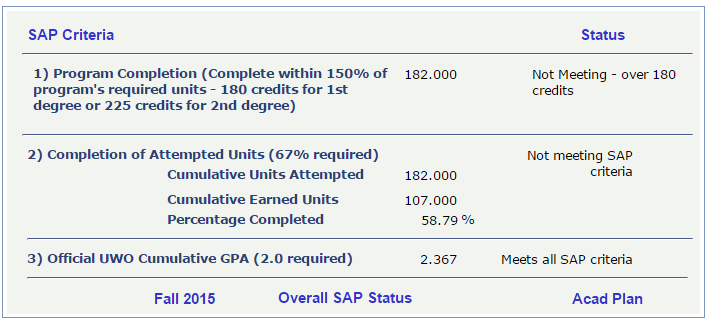 SAP Criteria Status
1) Program Completion (Complete within 150% of 182.000 Not Meeting - over 180
program's required units - 180 credits for 1st credits
degree or 225 credits for 2nd degree)
2) Completion of Attempted Units (67% required) Not meeting SAP
Cumulative Units Attempted 182.000 criteria
Cumulative Earned Units 107.000
Percentage Completed 58.79 %
3) Official UWO Cumulative GPA (2.0 required) 2.367 Meets all SAP criteria
Fall 2015 Overall SAP Status Acad Plan